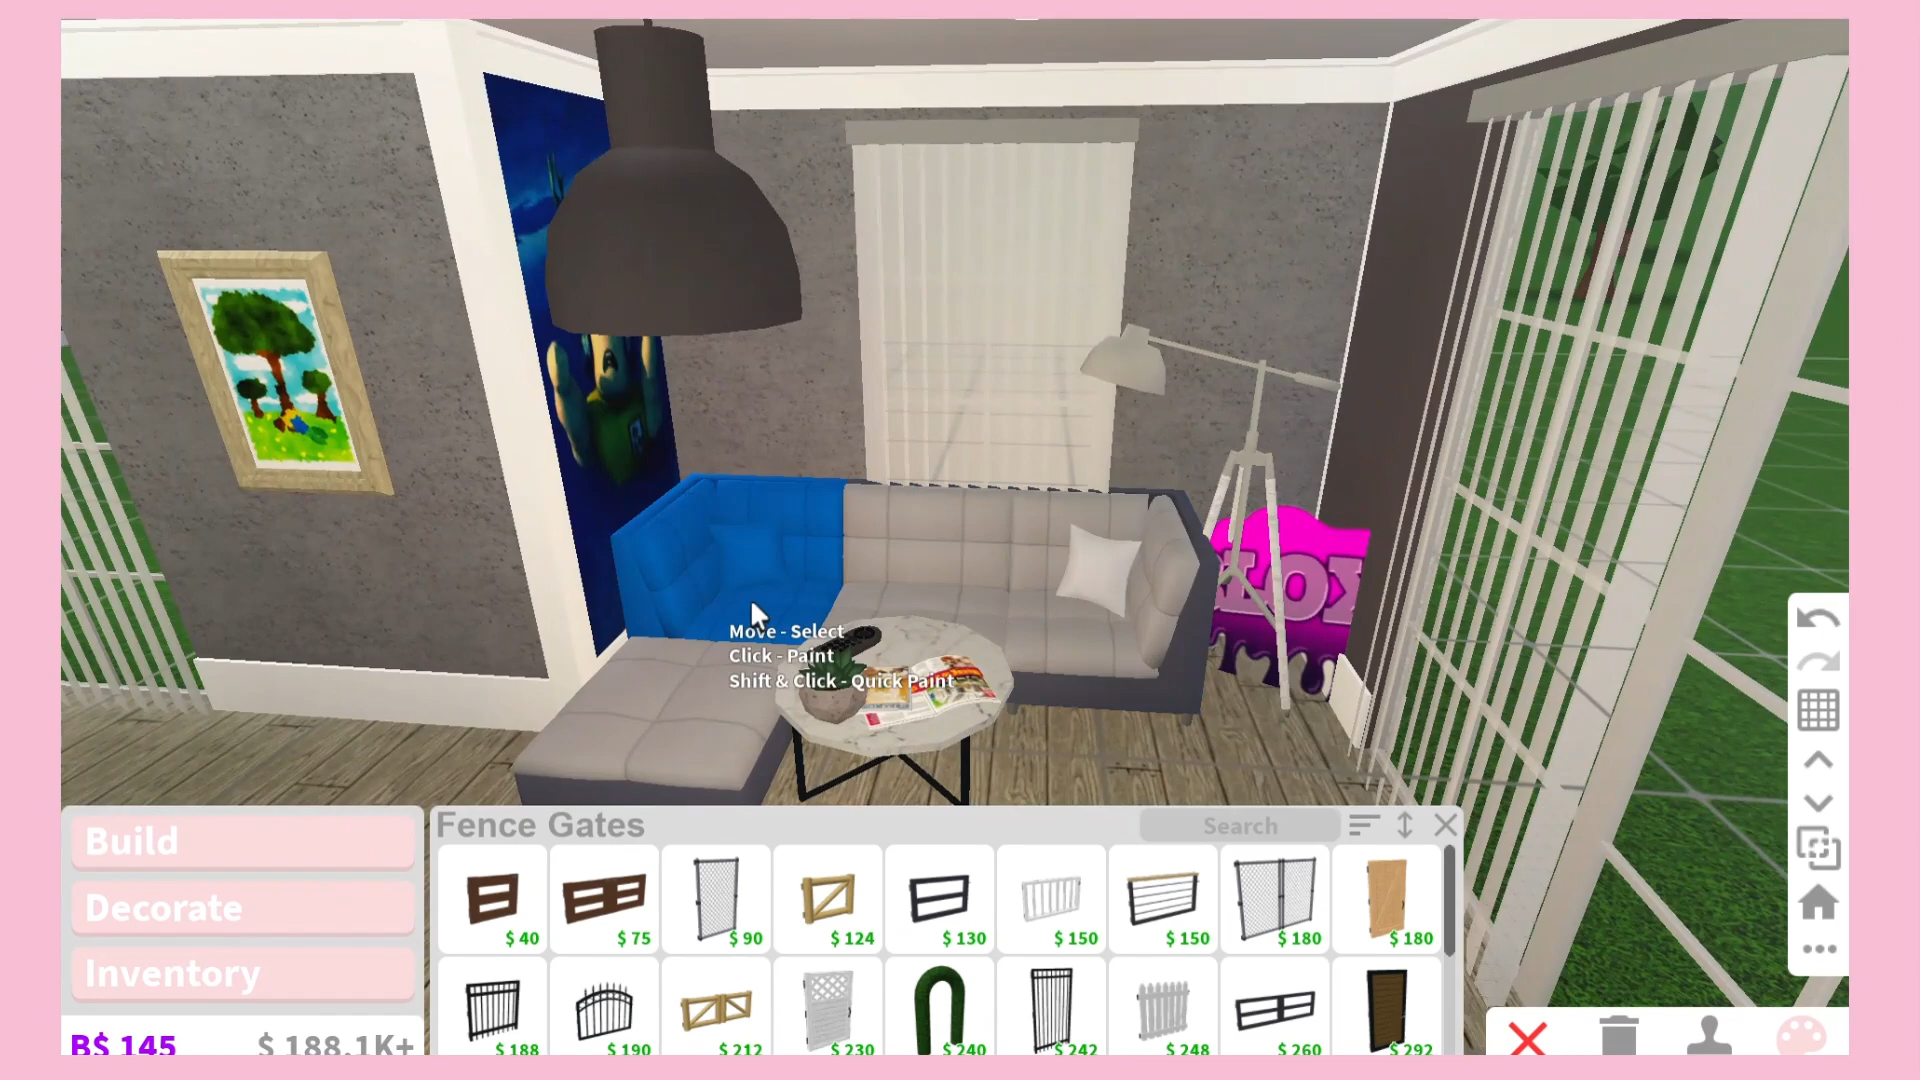 LOX
Move - Select
Click - Paint
Shift & Click - Quick Paint
Build
Decorate
Inventory
B$ 145
$ 188.1K+
Fence Gates
Search
$ 40
$ 75
$ 90
$ 124
$ 130
$ 150
$ 150
$ 180
$ 180
$ 188
$ 190
$ 212
$ 230
$ 240
$ 242
$ 248
$ 260
$ 292